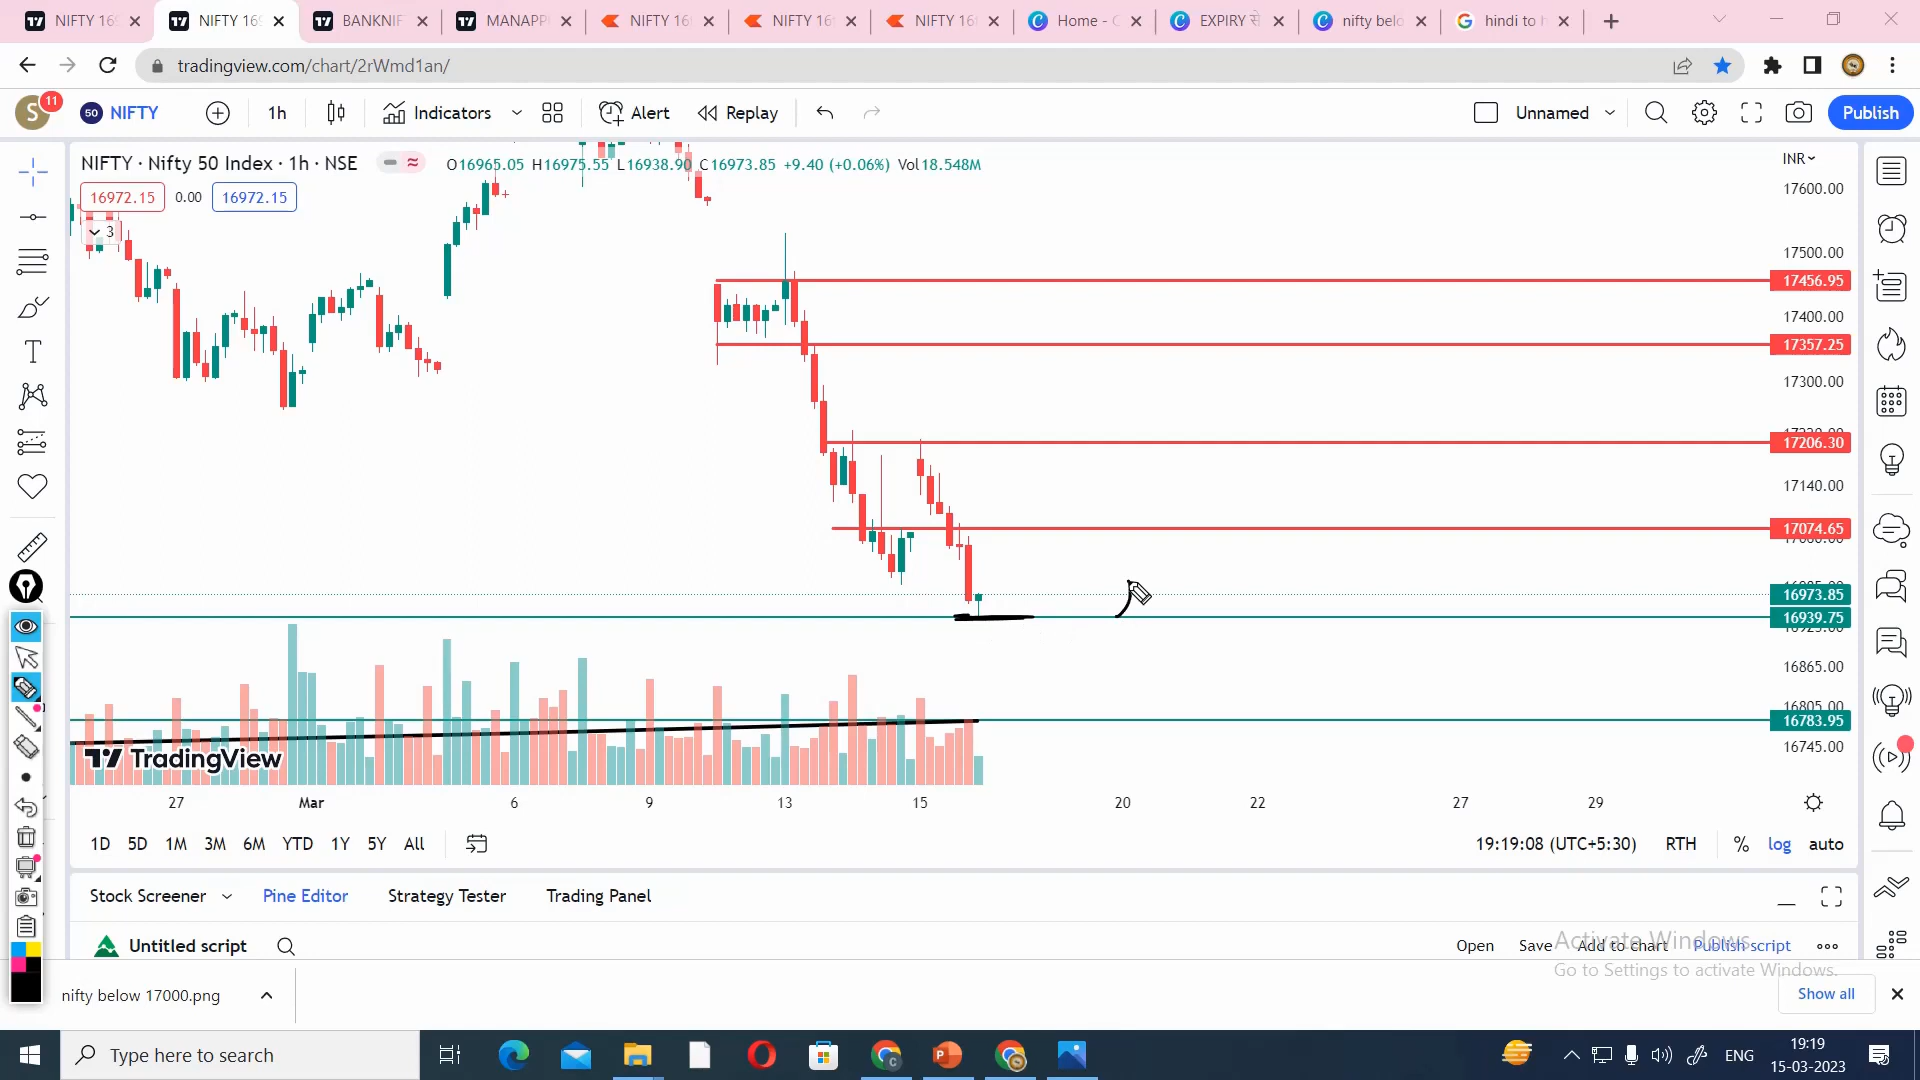 NIFTY 169
NIFTY 169
BANKNIF
MANAPP
NIFTY 16
NIFTY 16
NIFTY 16
Home - C
EXPIRY
nifty belo
hindi to h
tradingview.com/chart/2rWmd1an/
S 11 50 NIFTY 1h Indicators Alert Replay Unnamed Publish
NIFTY · Nifty 50 Index · 1h · NSE O16965.05 H16975.55 L16938.90 C16973.85 +9.40 (+0.06%) Vol18.548M
INR
16972.15 0.00 16972.15
3
17600.00
17500.00
17456.95
17400.00
17357.25
17300.00
17206.30
17140.00
17074.65
16973.85
16939.75
16865.00
16805.00
16783.95
16745.00
TradingView
27 Mar 6 9 13 15 20 22 27 29
1D 5D 1M 3M 6M YTD 1Y 5Y All 19:19:08 (UTC+5:30) RTH % log auto
Stock Screener Pine Editor Strategy Tester Trading Panel
Untitled script Open Save Add to chart Publish script
Activate Windows
Go to Settings to activate Windows.
nifty below 17000.png Show all
Type here to search ENG 19:19
15-03-2023